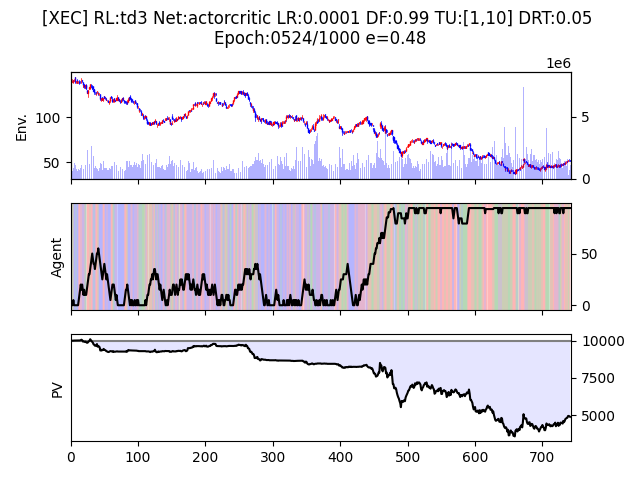 [XEC] RL:td3 Net:actorcritic LR:0.0001 DF:0.99 TU:[1,10] DRT:0.05
Epoch:0524/1000 e=0.48
1e6
Env.
100
50
5
0
Agent
50
0
PV
10000
7500
5000
0 100 200 300 400 500 600 700